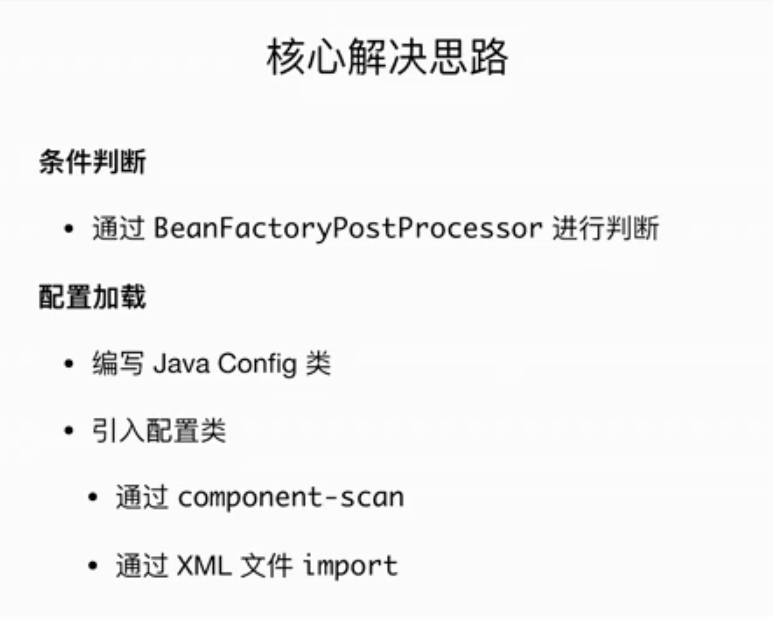 核心解决思路
条件判断
• 通过 BeanFactoryPostProcessor 进行判断
配置加载
• 编写 Java Config 类
• 引入配置类
• 通过 component-scan
• 通过 XML 文件 import